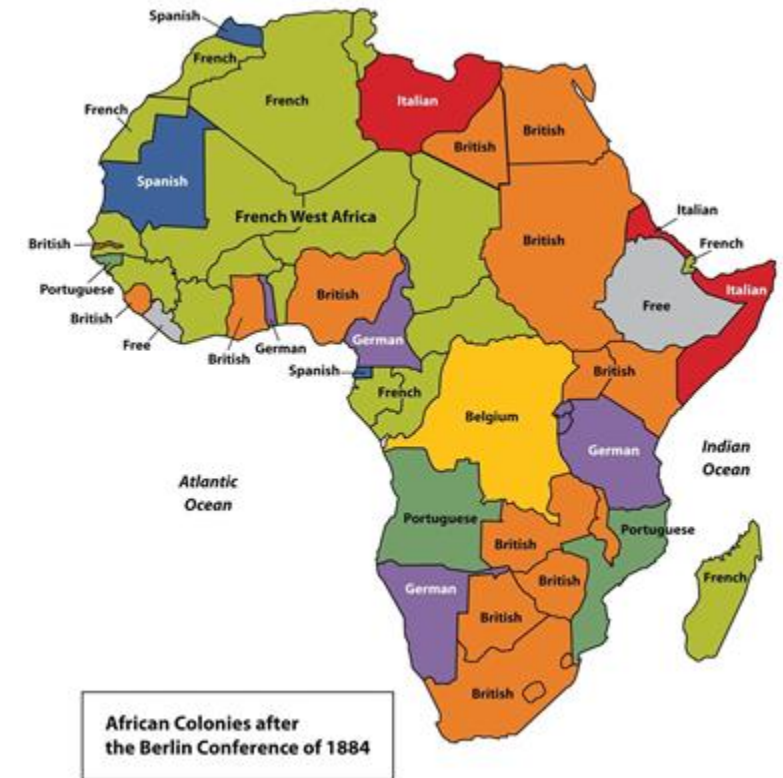 Spanish
French
French
French
Italian
British
British
Spanish
French West Africa
British
Italian
British
French
Portuguese
British
Italian
Free
British
Free
British
German
German
Spanish
British
French
Belgium
German
Indian
Ocean
Atlantic
Ocean
Portuguese
Portuguese
British
British
French
German
British
British
African Colonies after
the Berlin Conference of 1884